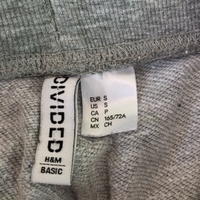 DIVIDED
H&M
BASIC
EUR S
US S
CA P
CN 165/72A
MX CH